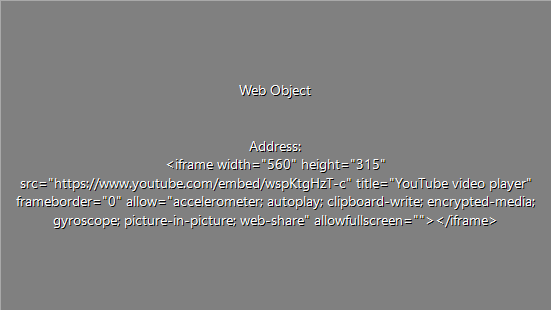 Web Object
Address:
<iframe width="560" height="315"
src="https://www.youtube.com/embed/wspKtgHzT-c" title="YouTube video player"
frameborder="0" allow="accelerometer; autoplay; clipboard-write; encrypted-media;
gyroscope; picture-in-picture; web-share" allowfullscreen=""></iframe>